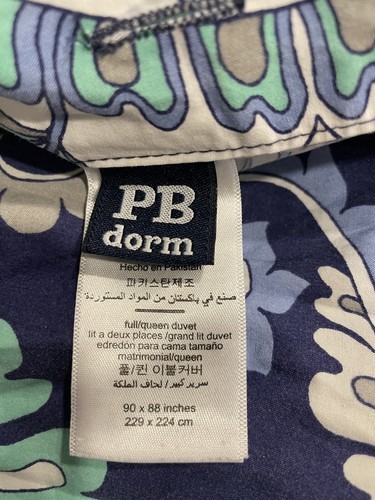 PB
dorm
Hecho en Pakistán
파키스탄제조
صنع في باكستان من المواد المستوردة
full/queen duvet
lit a deux places /grand lit duvet
edredón para cama tamaño
matrimonial/queen
풀/퀸 이불커버
سرير كبير / لحاف الملكة
90 x 88 inches
229 x 224 cm